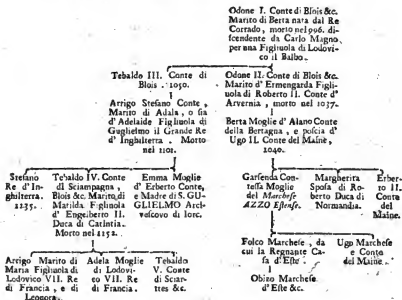 Odone I. Conte di Blois &c.
Marito di Berta nata dal Re
Corrado, morto nel 996. di-
scendente da Carlo Magno,
per una Figliuola di Lodovi-
co il Balbo.
Tebaldo III. Conte di
Blois . 1050.
Arrigo Stefano Conte,
Marito di Adala, o sia
d'Adelaide Figliuola di
Guglielmo il Grande Re
d'Inghilterra. Morto
nel 1101.
Odone II. Conte di Blois &c.
Marito d'Ermengarda Figli-
uola di Roberto II. Conte d'
Arvernia, morto nel 1037.
Berta Moglie d'Alano Conte
della Bertagna, e poscia d'
Ugo II. Conte del Maine,
1040.
Stefano
Re d'In-
ghilterra.
1135.
Tebaldo IV. Conte
di Sciampagna,
Blois &c. Marito di
Matilda Figliuola
d'Engelberto II.
Duca di Carintia.
Morto nel 1152.
Emma Moglie
d'Erberto Conte,
e Madre di S. GU-
GLIELMO Arci-
vescovo di Iorc.
Garsenda Con-
tessa Moglie
del Marchese
AZZO Estense.
Margherita
Sposa di Ro-
berto Duca di
Normandia.
Erber-
to II.
Conte
del
Maine.
Arrigo Marito di
Maria Figliuola di
Lodovico VII. Re
di Francia, e di
Leonora.
Adela Moglie
di Lodovi-
co VII. Re
di Francia.
Tebaldo
V. Conte
di Sciar-
tres &c.
Folco Marchese, da
cui la Regnante Ca-
sa d'Este.
Ugo Marchese
e Conte
del Maine.
Obizo Marchese
d'Este &c.